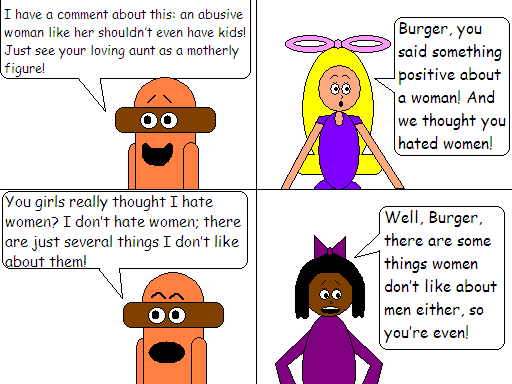 I have a comment about this: an abusive
woman like her shouldn't even have kids!
Just see your loving aunt as a motherly
figure!
Burger, you
said something
positive about
a woman! And
we thought you
hated women!
You girls really thought I hate
women? I don't hate women; there
are just several things I don't like
about them!
Well, Burger,
there are some
things women
don't like about
men either, so
you're even!